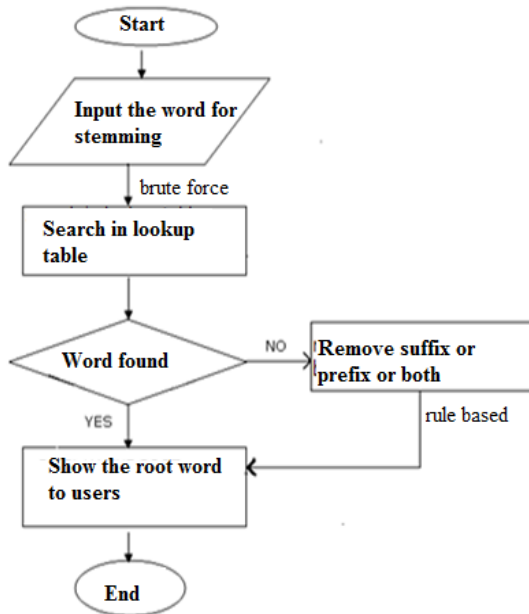 Start
Input the word for
stemming
brute force
Search in lookup
table
Word found
NO
Remove suffix or
prefix or both
rule based
YES
Show the root word
to users
End